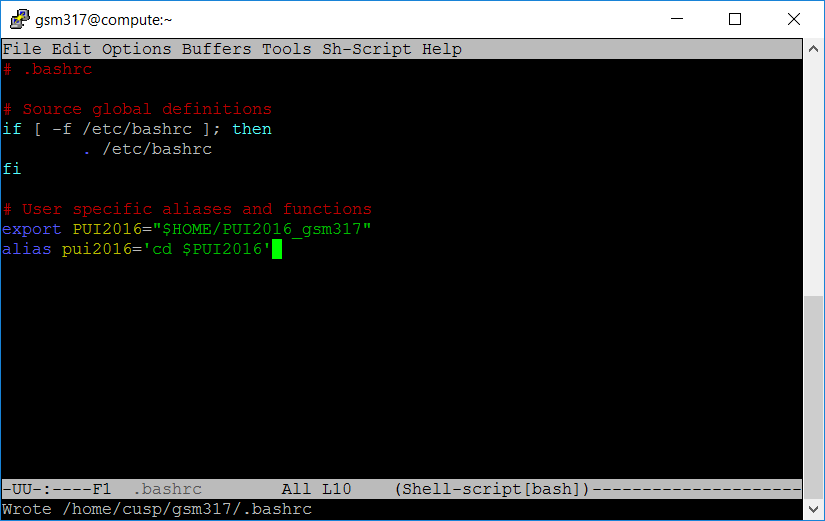 gsm317@compute:~
File Edit Options Buffers Tools Sh-Script Help
# .bashrc
# Source global definitions
if [ -f /etc/bashrc ]; then
        . /etc/bashrc
fi
# User specific aliases and functions
export PUI2016="$HOME/PUI2016_gsm317"
alias pui2016='cd $PUI2016'
-UU-:----F1  .bashrc        All L10    (Shell-script[bash])---------------------
Wrote /home/cusp/gsm317/.bashrc